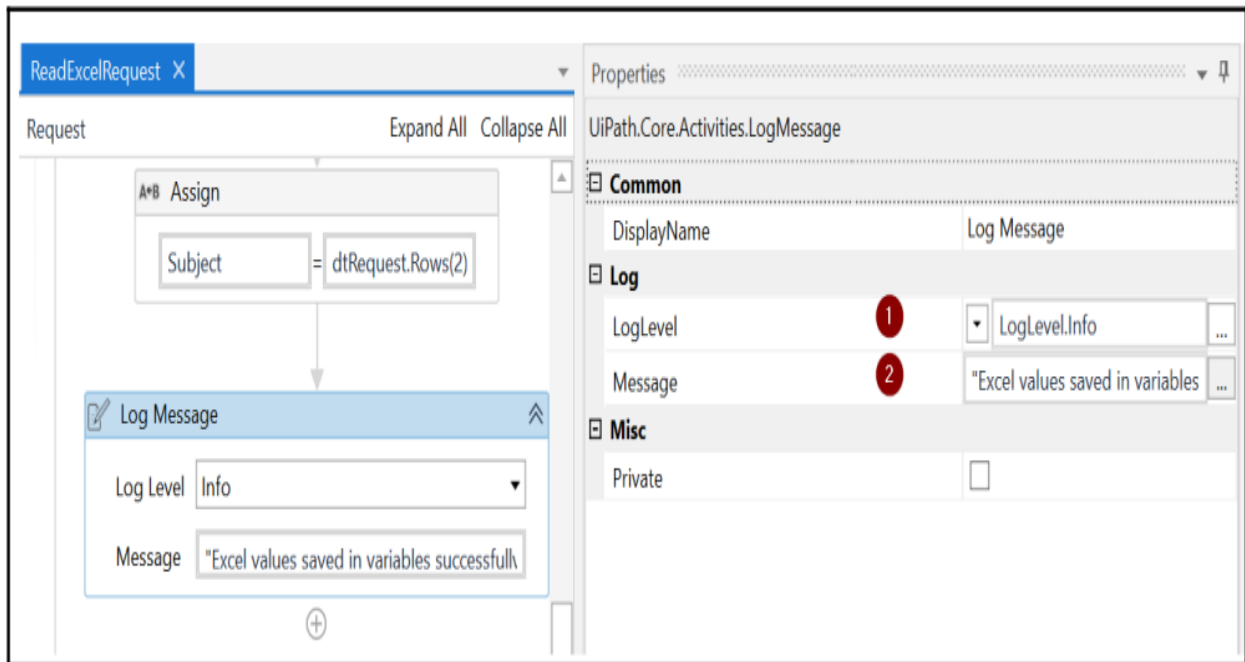 ReadExcelRequest
Request Expand All Collapse All
A*B Assign
Subject = dtRequest.Rows(2)
Log Message
Log Level Info
Message "Excel values saved in variables
Properties
UiPath.Core.Activities.LogMessage
Common
DisplayName Log Message
Log
LogLevel 1 LogLevel.Info ...
Message 2 "Excel values saved in variables ...
Misc
Private